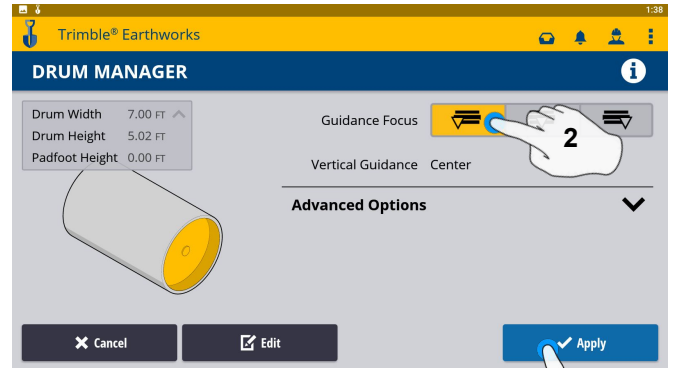 1:38
Trimble® Earthworks
DRUM MANAGER
i
Drum Width 7.00 FT
Drum Height 5.02 FT
Padfoot Height 0.00 FT
Guidance Focus
2
Vertical Guidance Center
Advanced Options
Cancel
Edit
Apply